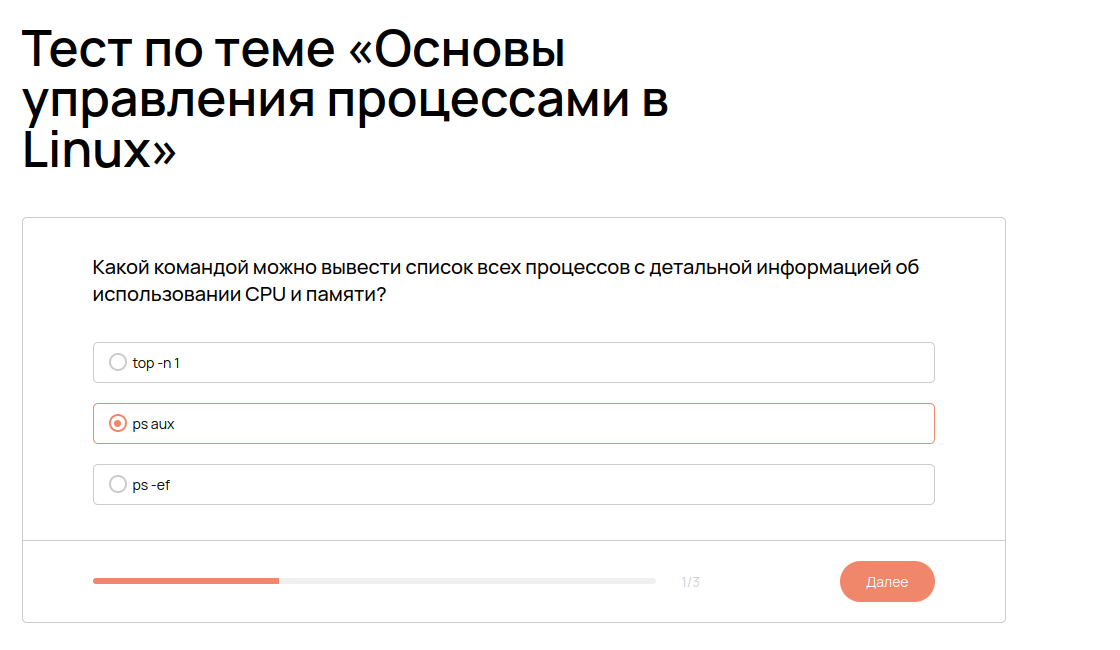 Тест по теме «Основы
управления процессами в
Linux»
Какой командой можно вывести список всех процессов с детальной информацией об
использовании CPU и памяти?
top -n 1
ps aux
ps -ef
1/3
Далее